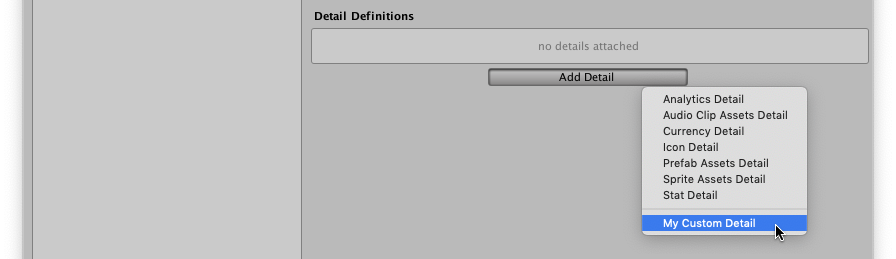 Detail Definitions
no details attached
Add Detail
Analytics Detail
Audio Clip Assets Detail
Currency Detail
Icon Detail
Prefab Assets Detail
Sprite Assets Detail
Stat Detail
My Custom Detail